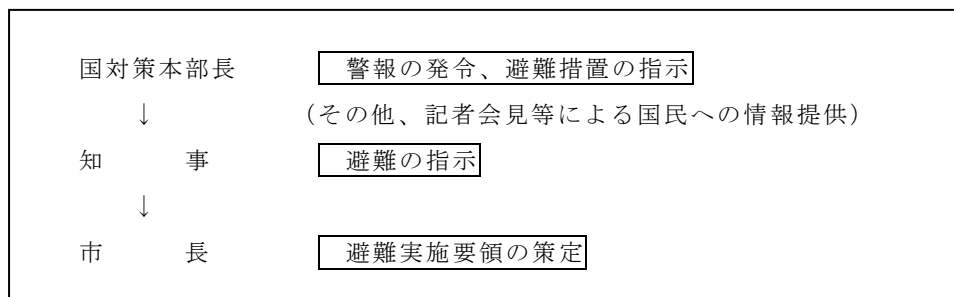 国対策本部長　警報の発令、避難措置の指示
↓　（その他、記者会見等による国民への情報提供）
知　　事　避難の指示
↓
市　　長　避難実施要領の策定